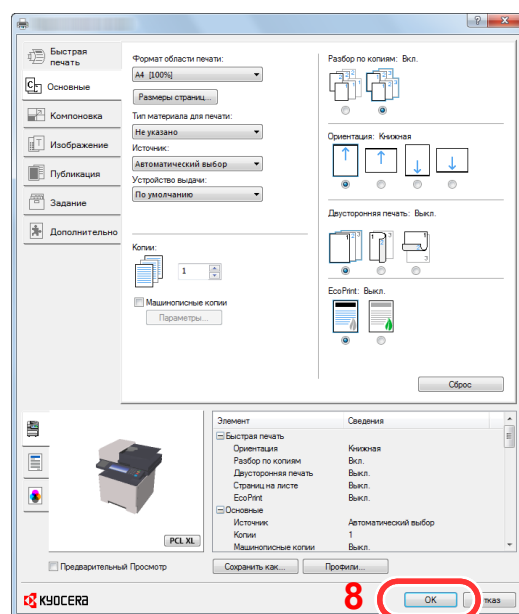 Быстрая
печать
Основные
Компоновка
Изображение
Публикация
Задание
Дополнительно
Формат области печати:
A4 [100%]
Размеры страниц...
Тип материала для печати:
Не указано
Источник:
Автоматический выбор
Устройство выдачи:
По умолчанию
Копии:
1
Машинописные копии
Параметры...
Разбор по копиям: Вкл.
Ориентация: Книжная
Двусторонняя печать: Выкл.
EcoPrint: Выкл.
Сброс
PCL XL
Предварительный Просмотр
Элемент Сведения
Быстрая печать
Ориентация Книжная
Разбор по копиям Вкл.
Двусторонняя печать Выкл.
Страниц на листе Выкл.
EcoPrint Выкл.
Основные
Источник Автоматический выбор
Копии 1
Машинописные копии Выкл.
Сохранить как... Профили...
KYOCERA
8
OK
тказ